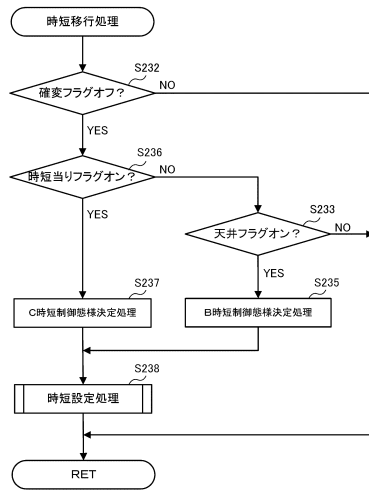 時短移行処理
S232
確変フラグオフ？
NO
YES
S236
時短当りフラグオン？
NO
YES
S233
天井フラグオン？
NO
YES
S237
C時短制御態様決定処理
S235
B時短制御態様決定処理
S238
時短設定処理
RET